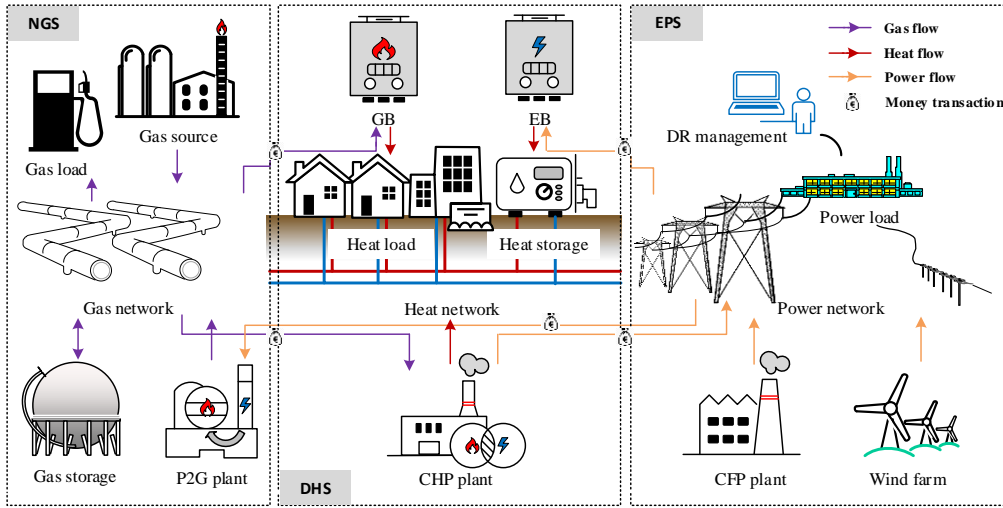 NGS
Gas source
Gas load
Gas network
Gas storage
P2G plant
GB
EB
Heat load
Heat storage
Heat network
CHP plant
DHS
EPS
Gas flow
Heat flow
Power flow
Money transaction
DR management
Power load
Power network
CFP plant
Wind farm
€
€
€
€
€
€